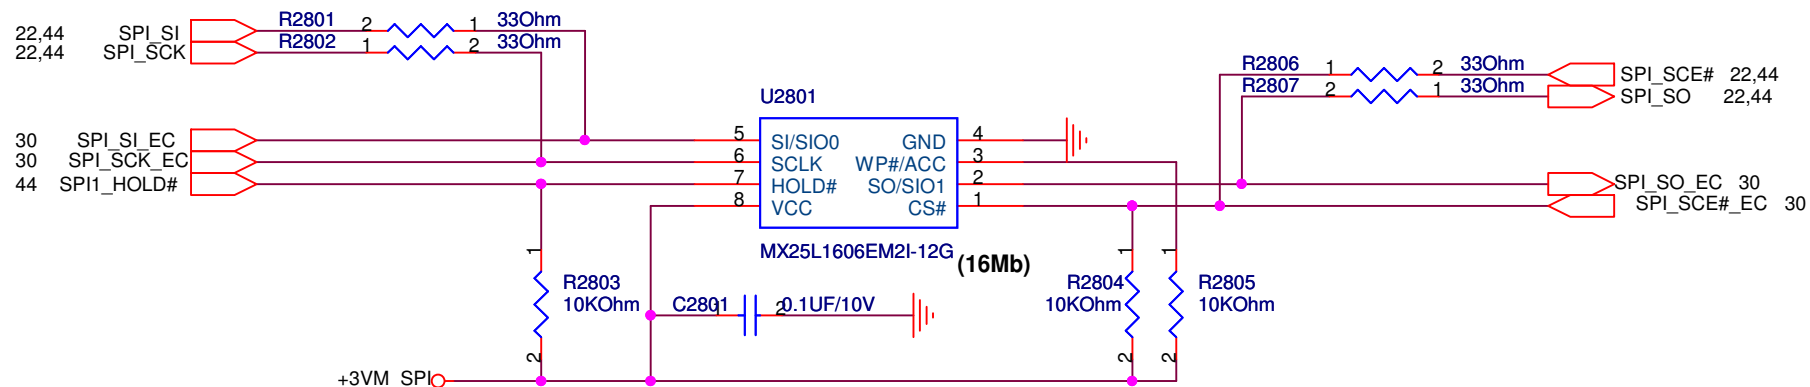 R2801 2 1 33Ohm
22,44 SPI_SI
R2802 1 2 33Ohm
22,44 SPI_SCK
R2806 1 2 33Ohm
SPI_SCE# 22,44
R2807 2 1 33Ohm
SPI_SO 22,44
U2801
30 SPI_SI_EC 5 SI/SIO0 GND 4
30 SPI_SCK_EC 6 SCLK WP#/ACC 3
44 SPI1_HOLD# 7 HOLD# SO/SIO1 2 SPI_SO_EC 30
8 VCC CS# 1 SPI_SCE#_EC 30
MX25L1606EM2I-12G (16Mb)
1 1 1
R2803 R2804 R2805
10KOhm 10KOhm 10KOhm
C2801 1 2 0.1UF/10V
2 2 2
+3VM_SPI